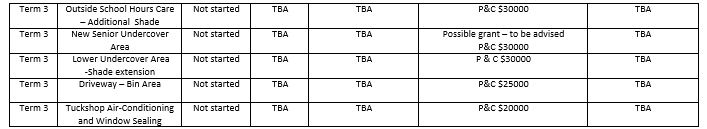 Term 3 Outside School Hours Care Not started TBA TBA P&C $30000 TBA
– Additional Shade
Term 3 New Senior Undercover Not started TBA TBA Possible grant – to be advised TBA
Area P&C $30000
Term 3 Lower Undercover Area Not started TBA TBA P & C $30000 TBA
-Shade extension
Term 3 Driveway – Bin Area Not started TBA TBA P&C $25000 TBA
Term 3 Tuckshop Air-Conditioning Not started TBA TBA P&C $20000 TBA
and Window Sealing